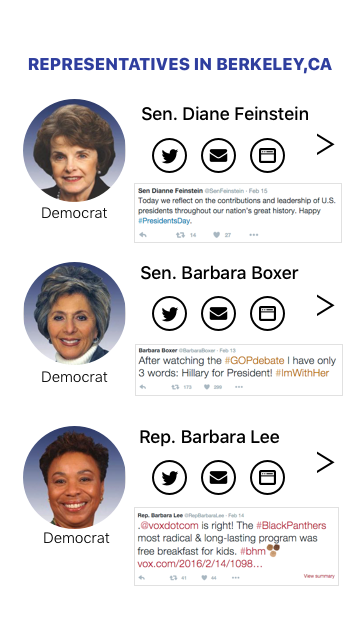 REPRESENTATIVES IN BERKELEY,CA
Sen. Diane Feinstein
Democrat
Sen Dianne Feinstein @SenFeinstein · Feb 15
Today we reflect on the contributions and leadership of U.S.
presidents throughout our nation's great history. Happy
#PresidentsDay.
14 37
Sen. Barbara Boxer
Democrat
Barbara Boxer @BarbaraBoxer · Feb 13
After watching the #GOPdebate I have only
3 words: Hillary for President! #ImWithHer
173 289
Rep. Barbara Lee
Democrat
Rep. Barbara Lee @RepBarbaraLee · Feb 14
.@voxdotcom is right! The #BlackPanthers
most radical & long-lasting program was
free breakfast for kids. #bhm
vox.com/2016/2/14/1098...
41 44 View summary